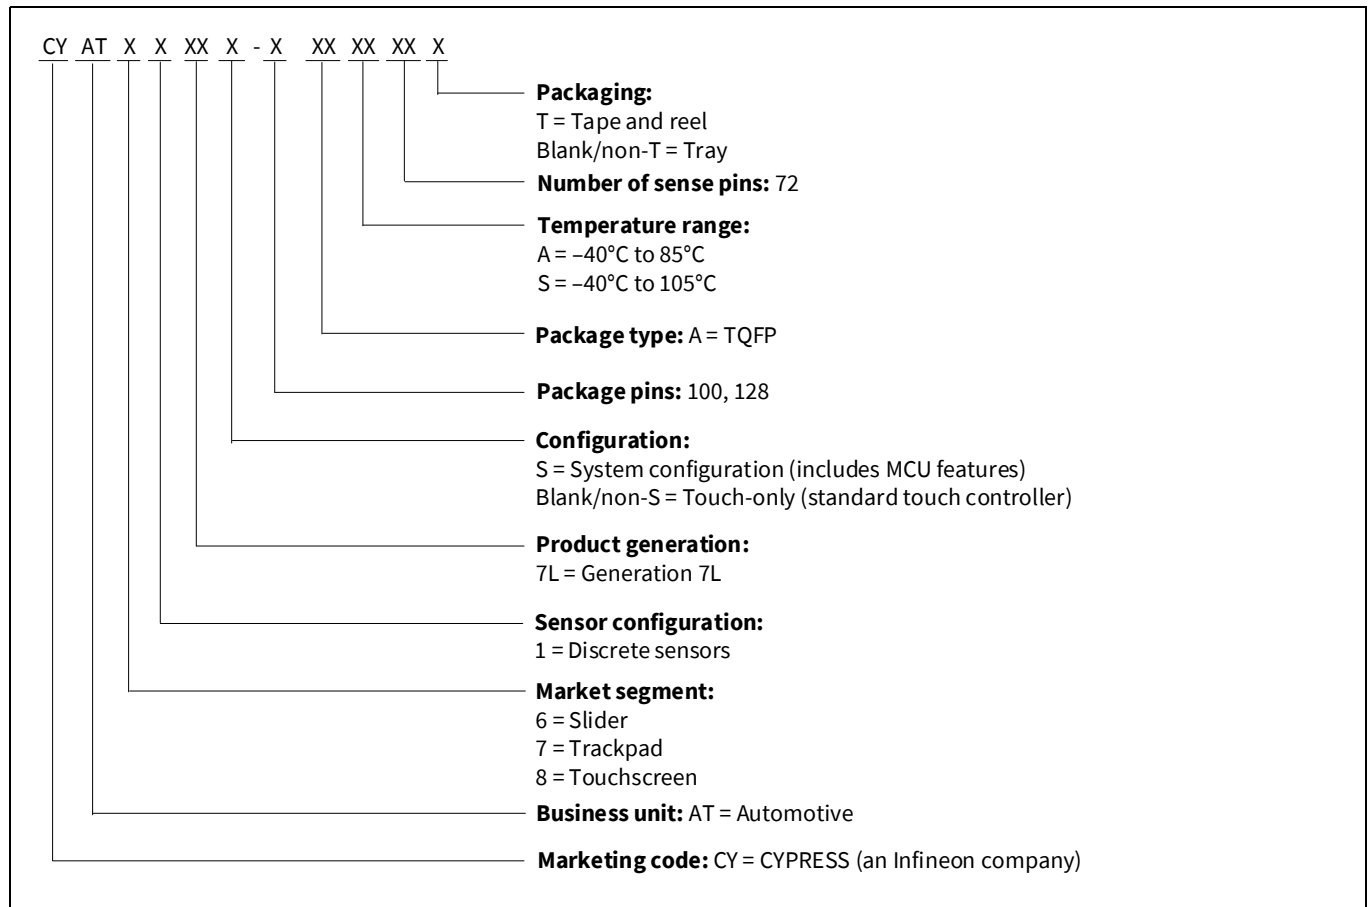 CY AT X X XX X - X XX XX XX X
Packaging:
T = Tape and reel
Blank/non-T = Tray
Number of sense pins: 72
Temperature range:
A = –40°C to 85°C
S = –40°C to 105°C
Package type: A = TQFP
Package pins: 100, 128
Configuration:
S = System configuration (includes MCU features)
Blank/non-S = Touch-only (standard touch controller)
Product generation:
7L = Generation 7L
Sensor configuration:
1 = Discrete sensors
Market segment:
6 = Slider
7 = Trackpad
8 = Touchscreen
Business unit: AT = Automotive
Marketing code: CY = CYPRESS (an Infineon company)